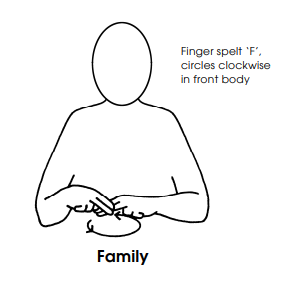 Finger spelt ‘F’,
circles clockwise
in front body
Family